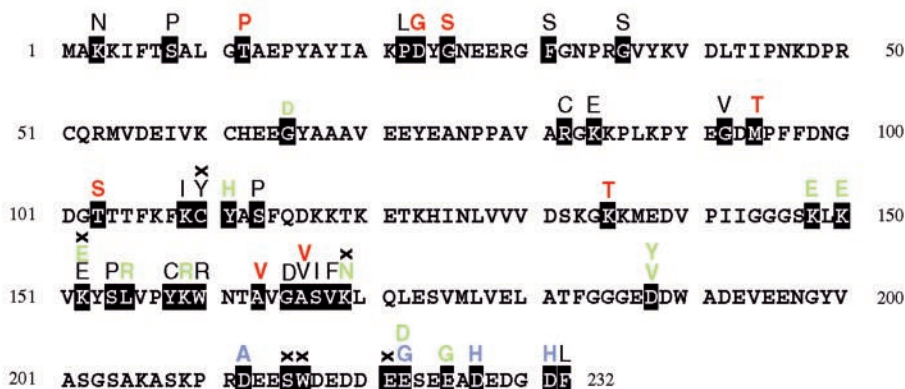 N P P L G S S S
1 MAKKIFTSAL GTAEPYAYIA KPDYGNEERG FGNPRGVYKV DLTIPNKDPR 50
D C E V T
51 CQRMVDEIVK CHEEGYAAAV EEYEANPPAV ARGKKPLKPY EGDMPFFDNG 100
x
S I Y H P T E E
101 DGTTTFKFKC YASFQDKKTK ETKHINLVVV DSKGKKMEDV PIIGGGSKLK 150
x
E V x Y
E P L R C R R V D V I F N V
151 VKYSLVPYKW NTAVGASVKL QLESVMLVEL ATFGGGEDDW ADEVEENGYV 200
D
A x x x G G H H L
201 ASGSAKASKP RDEESWDEDD EESEEADEDG DF 232